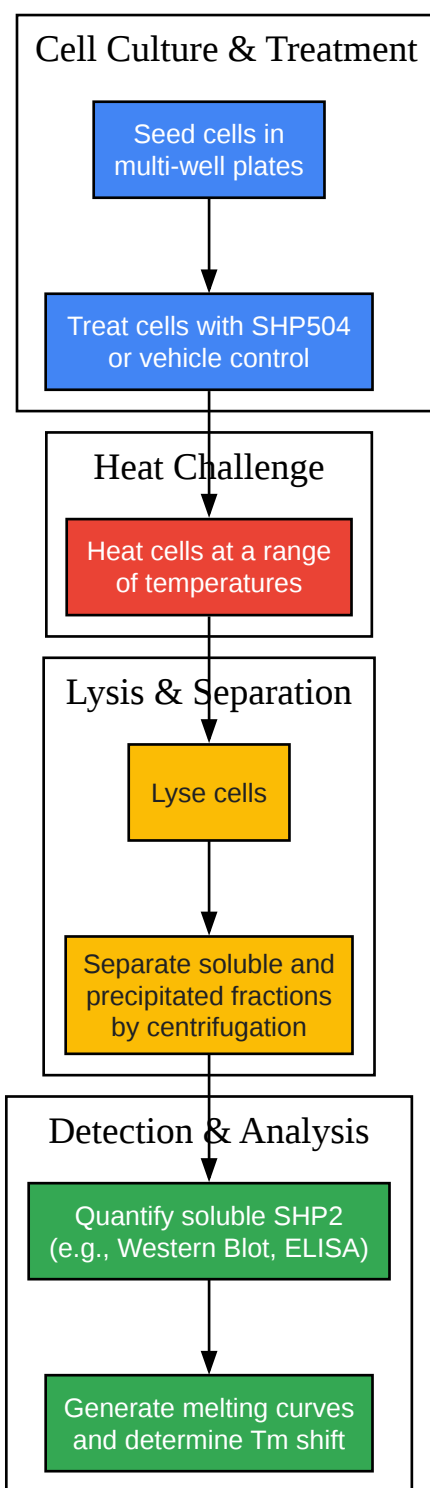 Cell Culture & Treatment
Seed cells in
multi-well plates
Treat cells with SHP504
or vehicle control
Heat Challenge
Heat cells at a range
of temperatures
Lysis & Separation
Lyse cells
Separate soluble and
precipitated fractions
by centrifugation
Detection & Analysis
Quantify soluble SHP2
(e.g., Western Blot, ELISA)
Generate melting curves
and determine Tm shift